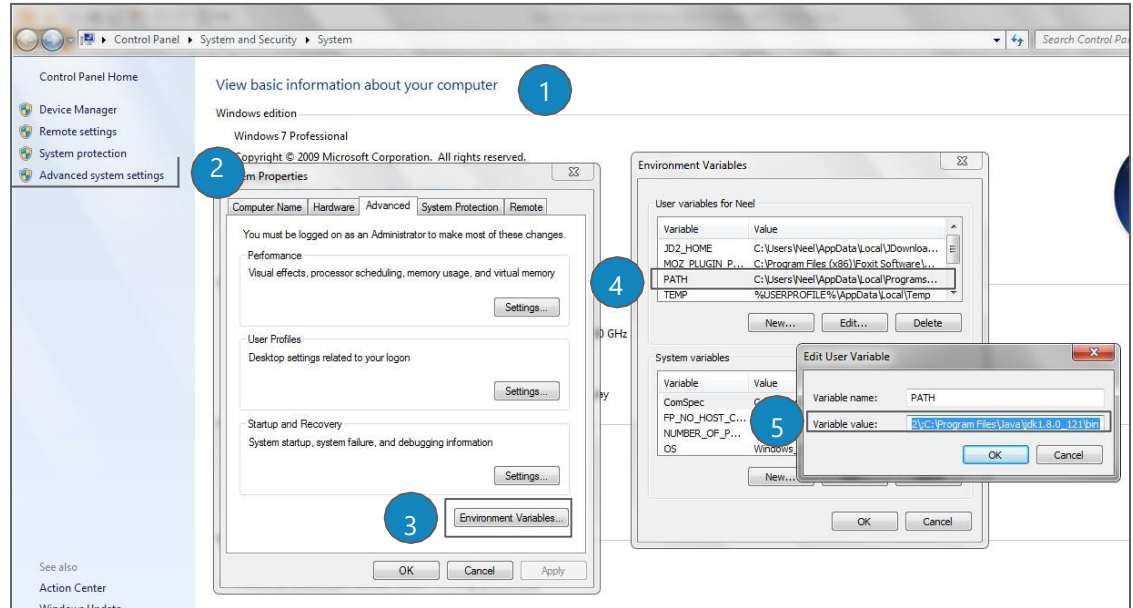 Control Panel ▸ System and Security ▸ System
Search Control Pa
Control Panel Home
Device Manager
Remote settings
System protection
Advanced system settings
See also
Action Center
Windows Update
View basic information about your computer
1
Windows edition
Windows 7 Professional
Copyright © 2009 Microsoft Corporation. All rights reserved.
2
em Properties
Computer Name Hardware Advanced System Protection Remote
You must be logged on as an Administrator to make most of these changes.
Performance
Visual effects, processor scheduling, memory usage, and virtual memory
Settings...
User Profiles
Desktop settings related to your logon
Settings...
Startup and Recovery
System startup, system failure, and debugging information
Settings...
3
Environment Variables...
OK Cancel Apply
0 GHz
ay
Environment Variables
User variables for Neel
Variable Value
JD2_HOME C:\Users\Neel\AppData\Local\JDownloa...
MOZ_PLUGIN_P... C:\Program Files (x86)\Foxit Software\...
4
PATH C:\Users\Neel\AppData\Local\Programs...
TEMP %USERPROFILE%\AppData\Local\Temp
New... Edit... Delete
System variables
Variable Value
ComSpec
FP_NO_HOST_C...
NUMBER_OF_P...
OS Windows_
New...
OK Cancel
Edit User Variable
Variable name: PATH
5
Variable value: 2\;C:\Program Files\Java\jdk1.8.0_121\bin
OK Cancel